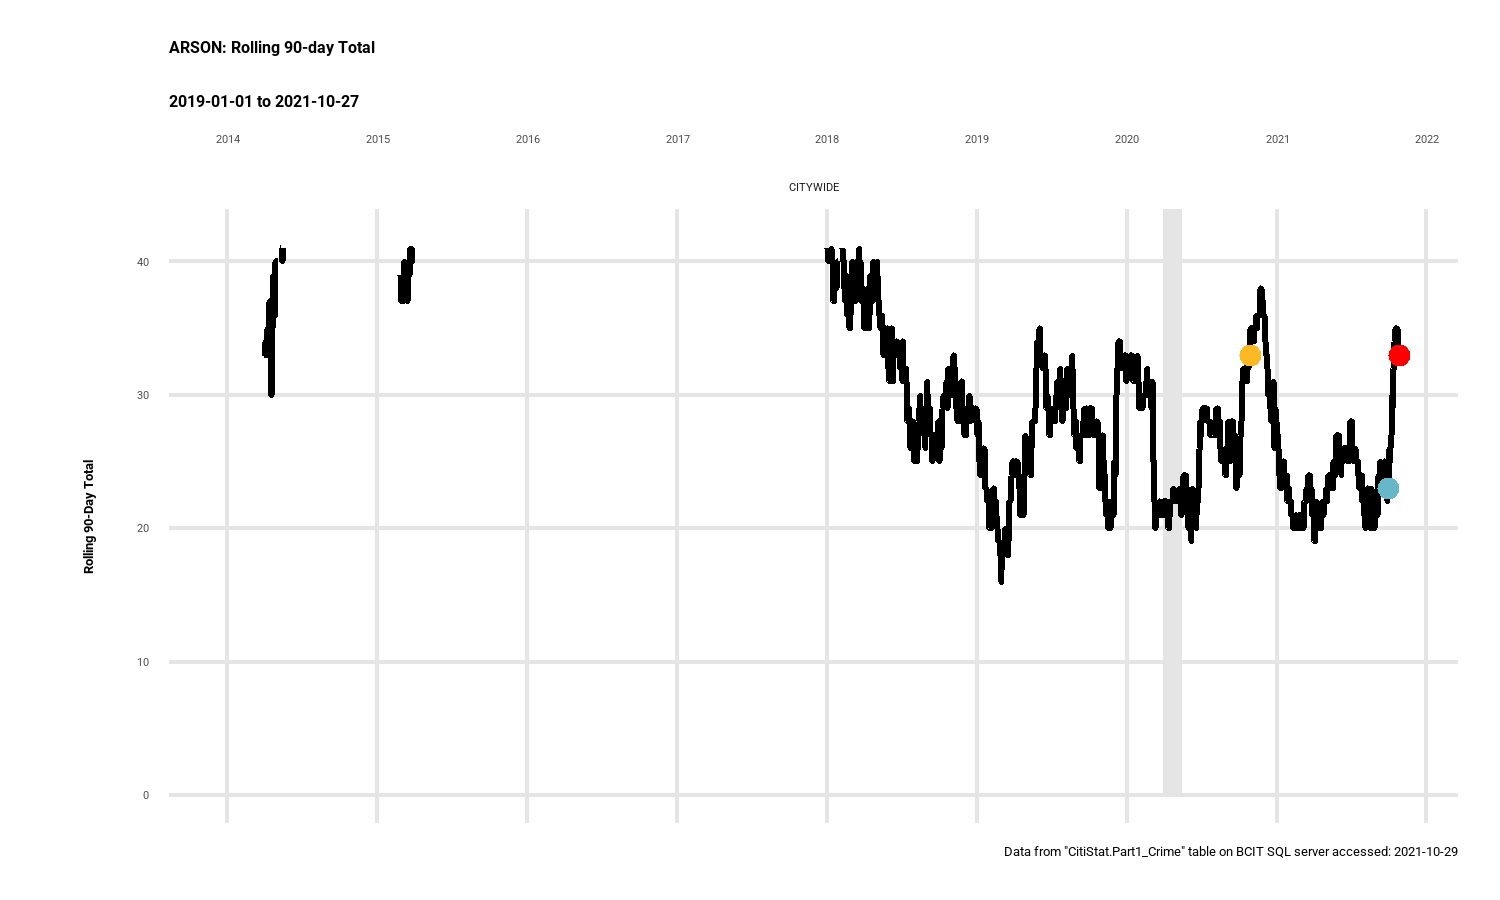 ARSON: Rolling 90-day Total
2019-01-01 to 2021-10-27
2014 2015 2016 2017 2018 2019 2020 2021 2022
CITYWIDE
40
30
20
10
0
Rolling 90-Day Total
Data from "CitiStat.Part1_Crime" table on BCIT SQL server accessed: 2021-10-29